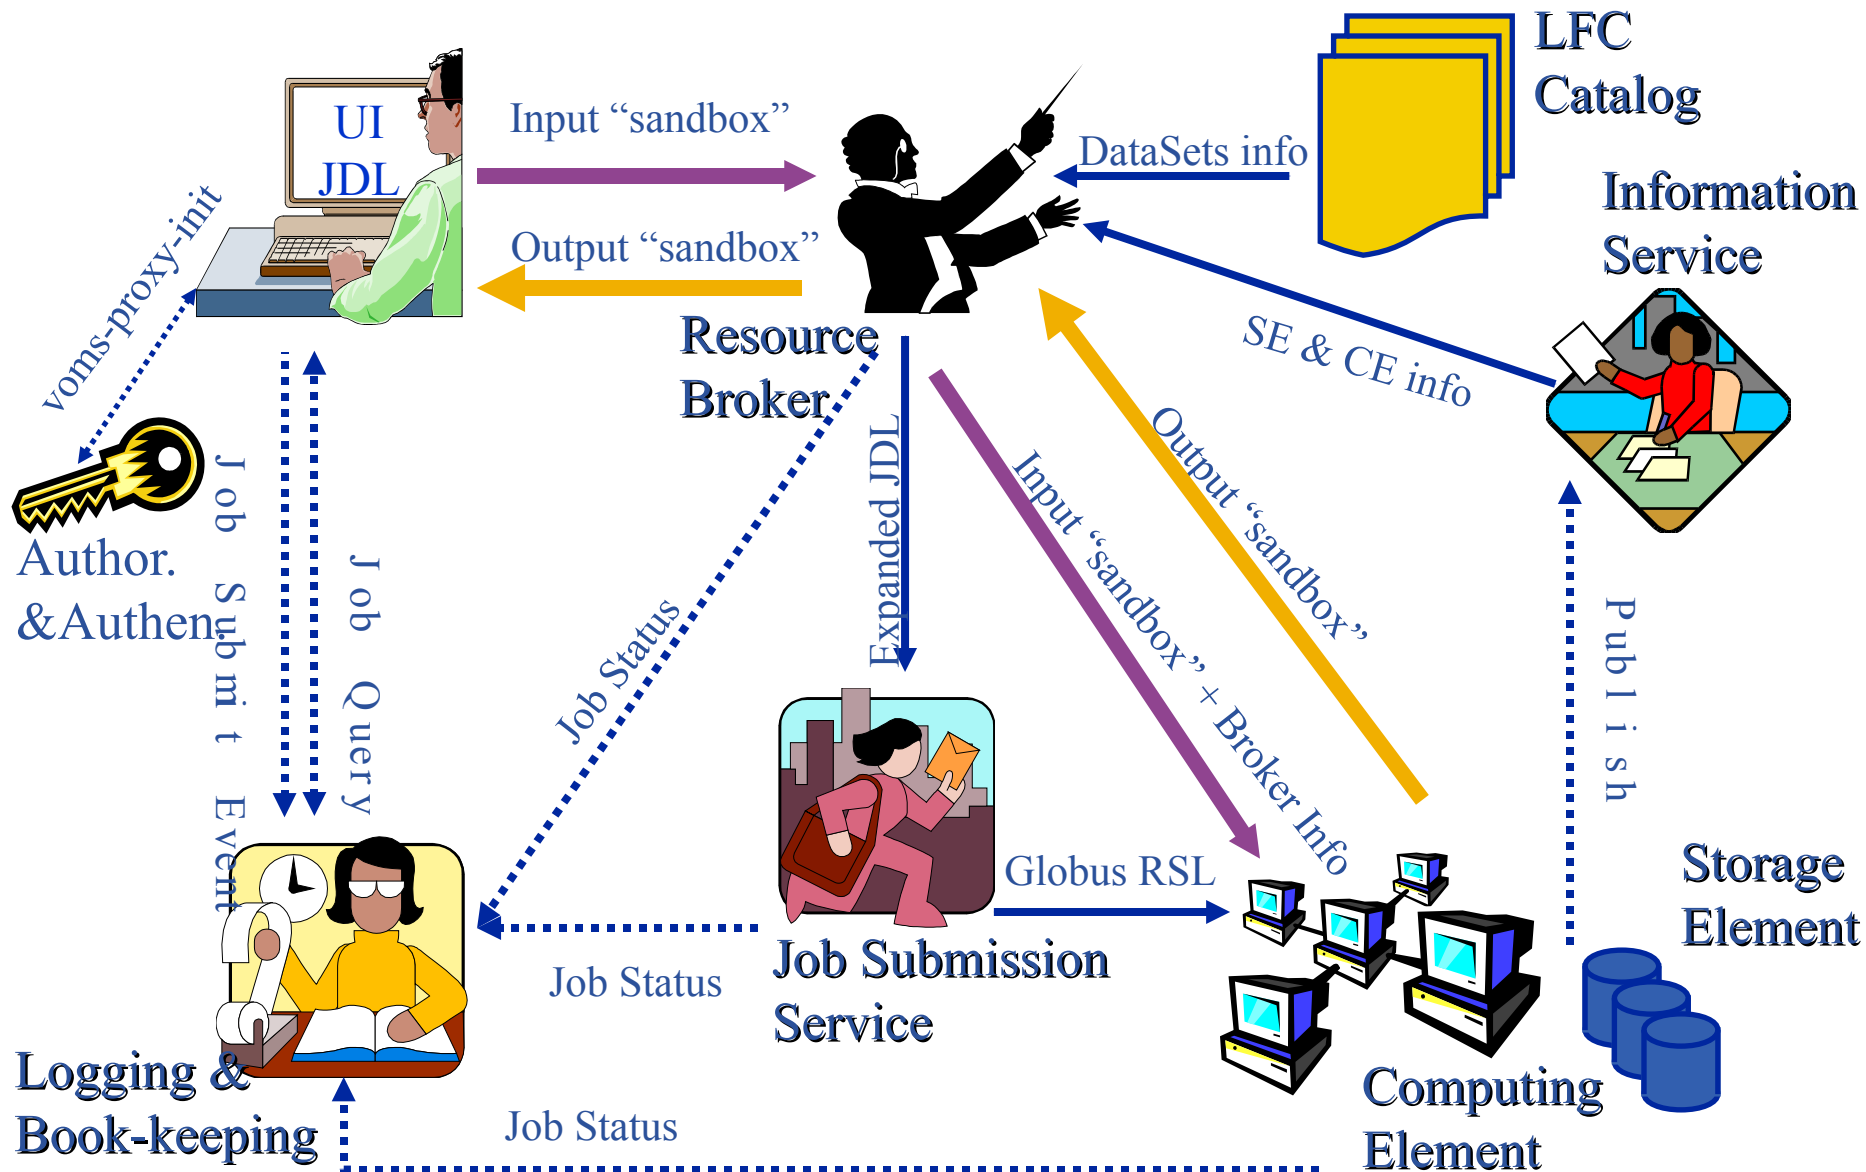 LFC
Catalog
UI
JDL
Input “sandbox”
DataSets info
Information
Service
voms-proxy-init
Output “sandbox”
Resource
Broker
SE & CE info
Author.
&Authen.
Job Submit Event
Job Query
Job Status
Expanded JDL
Input “sandbox” + Broker Info
Output “sandbox”
Publish
Globus RSL
Storage
Element
Job Status
Job Submission
Service
Logging &
Book-keeping
Job Status
Computing
Element